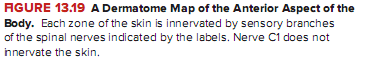 FIGURE 13.19 A Dermatome Map of the Anterior Aspect of the
Body. Each zone of the skin is innervated by sensory branches
of the spinal nerves indicated by the labels. Nerve C1 does not
innervate the skin.